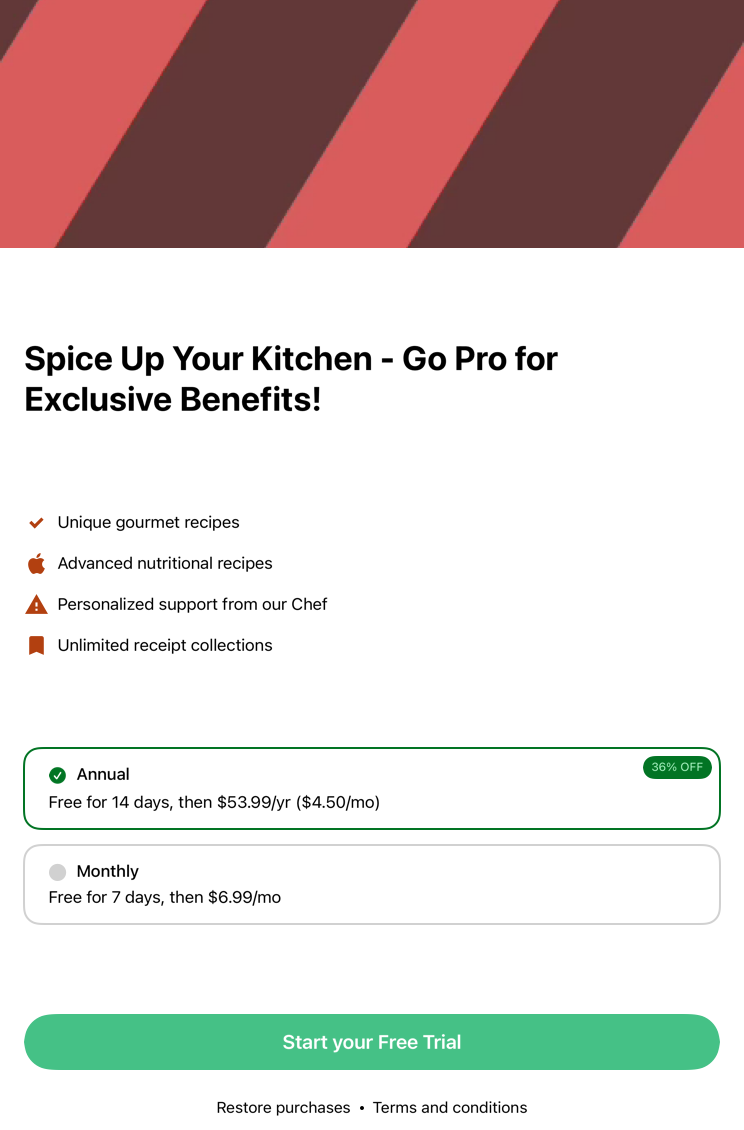 Spice Up Your Kitchen - Go Pro for
Exclusive Benefits!
Unique gourmet recipes
Advanced nutritional recipes
Personalized support from our Chef
Unlimited receipt collections
Annual
36% OFF
Free for 14 days, then $53.99/yr ($4.50/mo)
Monthly
Free for 7 days, then $6.99/mo
Start your Free Trial
Restore purchases • Terms and conditions